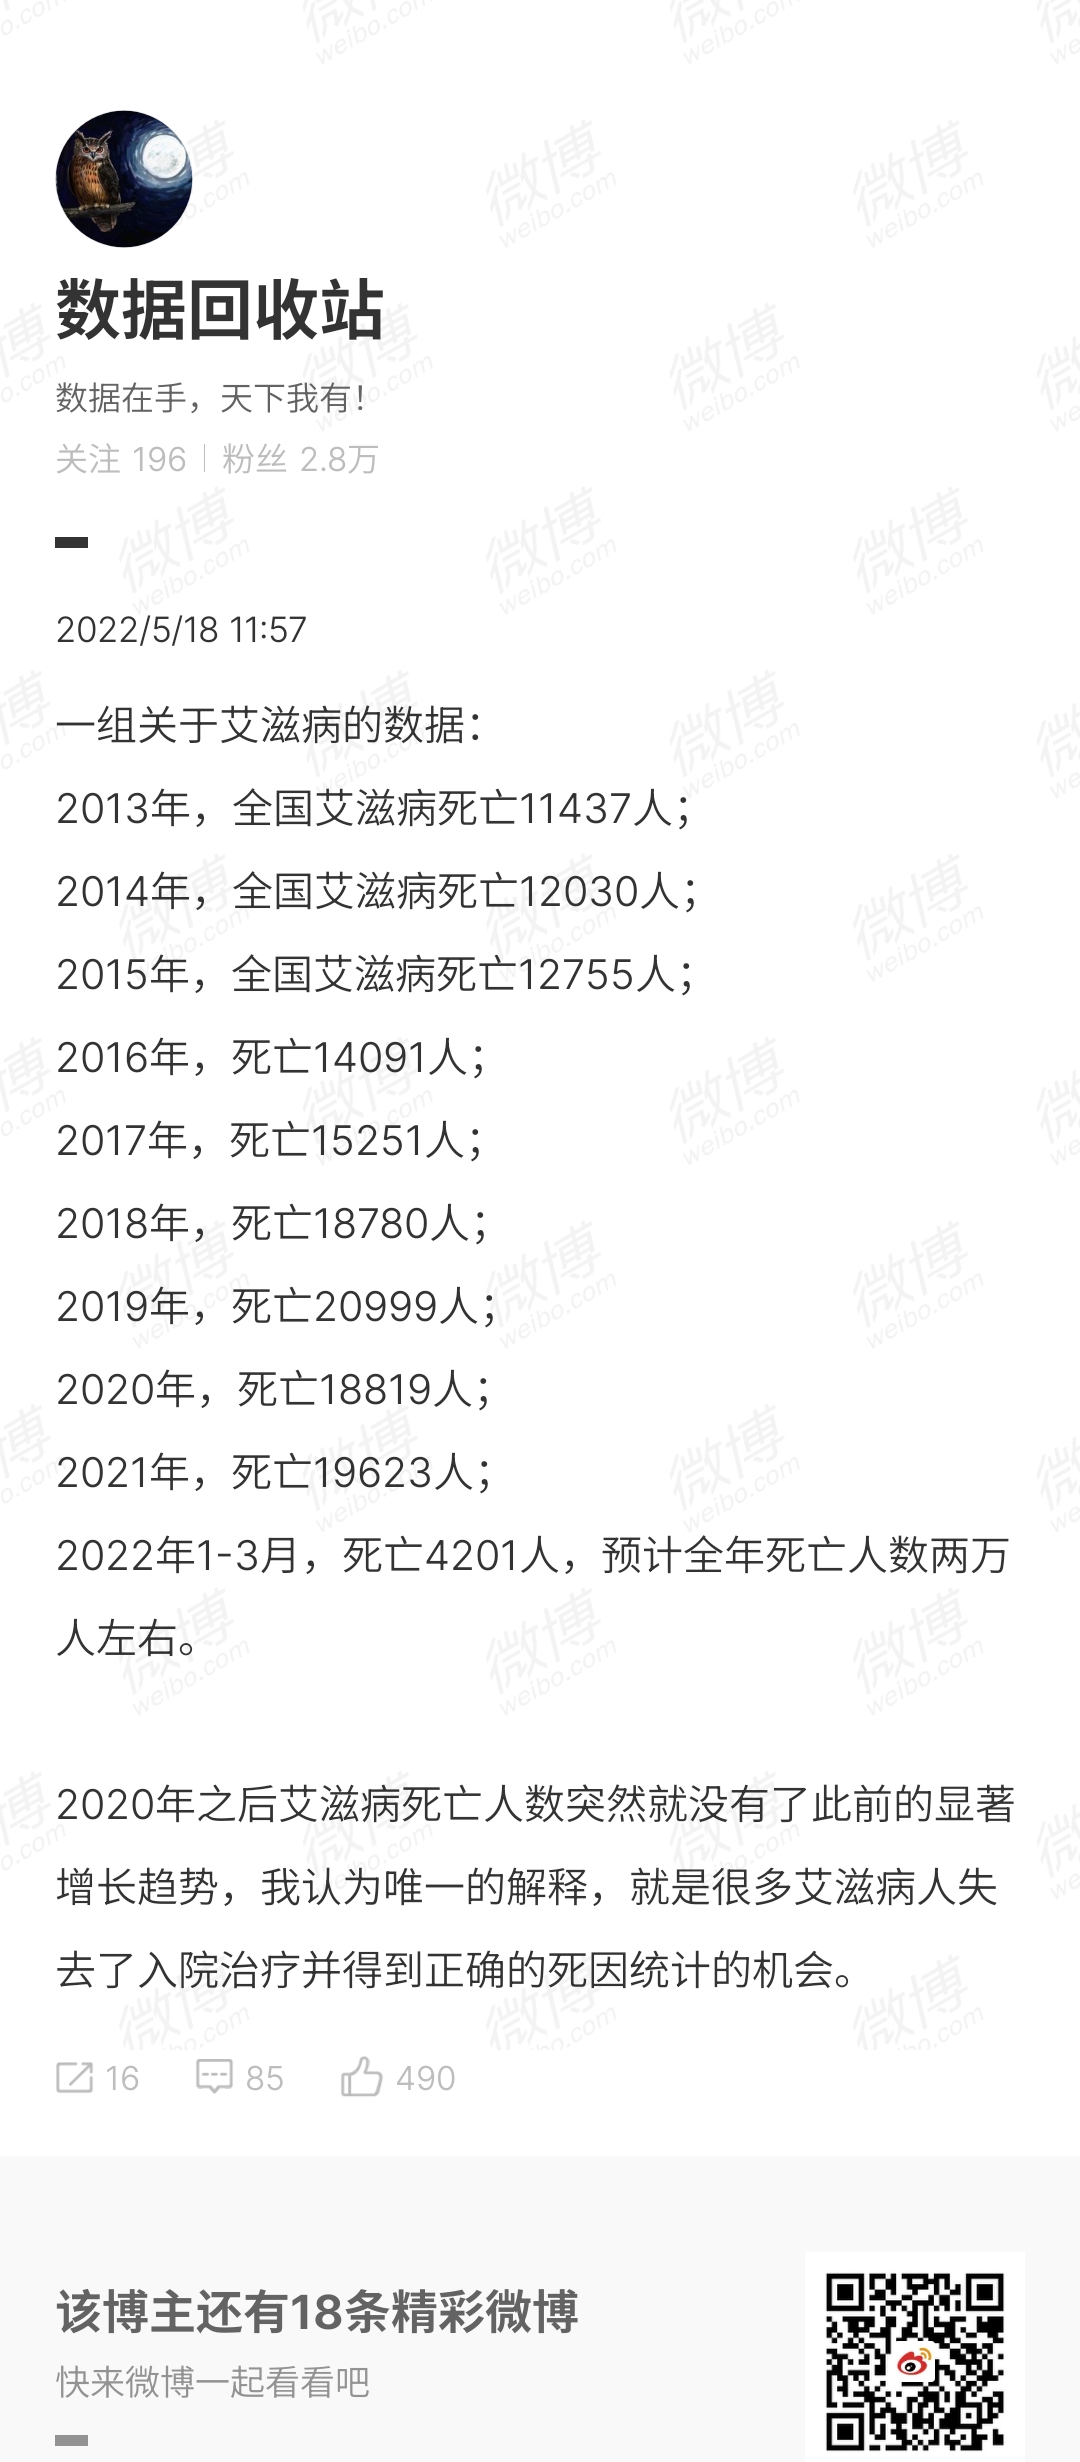 数据回收站
数据在手，天下我有！
关注 196 | 粉丝 2.8万
2022/5/18 11:57
一组关于艾滋病的数据：
2013年，全国艾滋病死亡11437人；
2014年，全国艾滋病死亡12030人；
2015年，全国艾滋病死亡12755人；
2016年，死亡14091人；
2017年，死亡15251人；
2018年，死亡18780人；
2019年，死亡20999人；
2020年，死亡18819人；
2021年，死亡19623人；
2022年1-3月，死亡4201人，预计全年死亡人数两万
人左右。
2020年之后艾滋病死亡人数突然就没有了此前的显著
增长趋势，我认为唯一的解释，就是很多艾滋病人失
去了入院治疗并得到正确的死因统计的机会。
16 85 490
该博主还有18条精彩微博
快来微博一起看看吧
微博
weibo.com